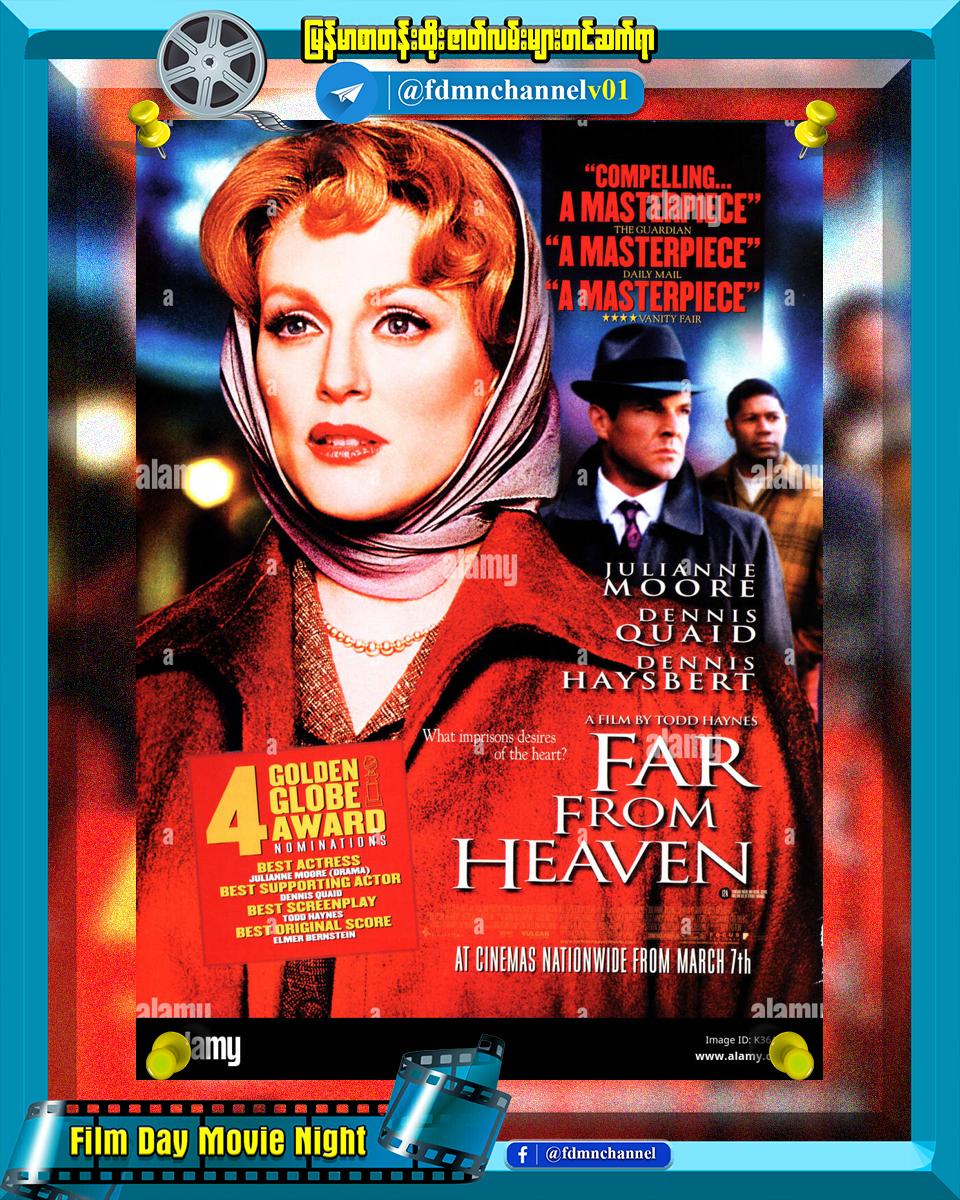 မြန်မာစာတန်းထိုးဇာတ်လမ်းများတင်ဆက်ရာ
@fdmnchannelv01
"COMPELLING...
A MASTERPIECE"
THE GUARDIAN
"A MASTERPIECE"
DAILY MAIL
"A MASTERPIECE"
★★★★ VANITY FAIR
JULIANNE
MOORE
DENNIS
QUAID
DENNIS
HAYSBERT
A FILM BY TODD HAYNES
What imprisons desires
of the heart?
FAR
FROM
HEAVEN
4 GOLDEN
GLOBE
AWARD
NOMINATIONS
BEST ACTRESS
JULIANNE MOORE (DRAMA)
BEST SUPPORTING ACTOR
DENNIS QUAID
BEST SCREENPLAY
TODD HAYNES
BEST ORIGINAL SCORE
ELMER BERNSTEIN
AT CINEMAS NATIONWIDE FROM MARCH 7th
alamy
Image ID: K36
www.alamy.c
Film Day Movie Night
@fdmnchannel